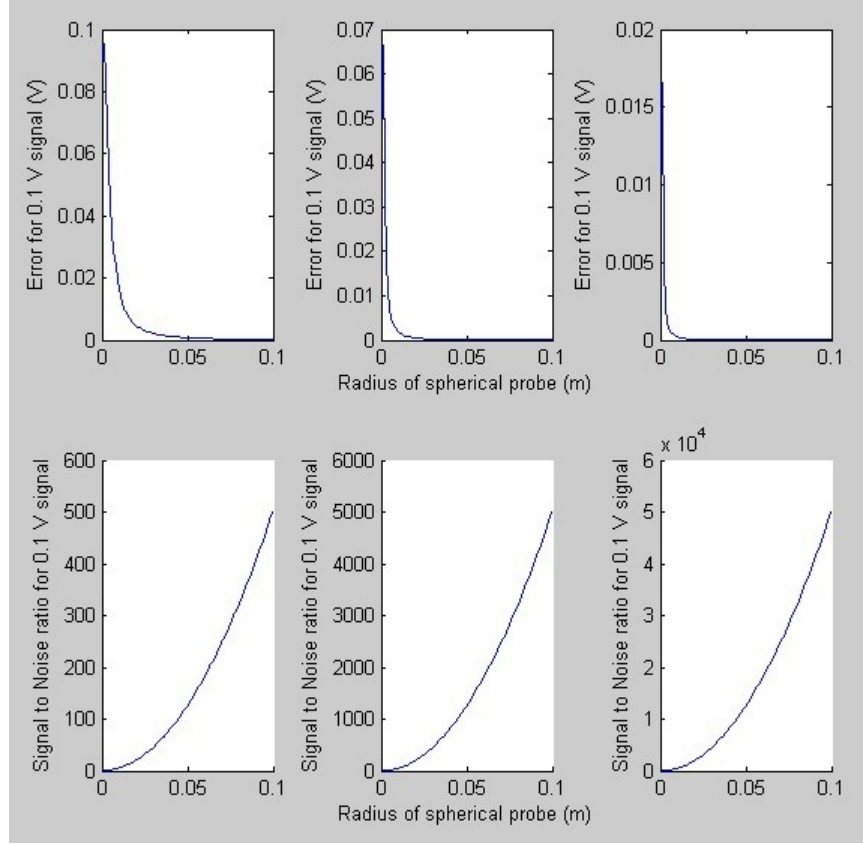 Error for 0.1 V signal (V)
0.1
0.08
0.06
0.04
0.02
0
0 0.05 0.1
Error for 0.1 V signal (V)
0.07
0.06
0.05
0.04
0.03
0.02
0.01
0
0 0.05 0.1
Error for 0.1 V signal (V)
0.02
0.015
0.01
0.005
0
0 0.05 0.1
Radius of spherical probe (m)
Signal to Noise ratio for 0.1 V signal
600
500
400
300
200
100
0
0 0.05 0.1
Signal to Noise ratio for 0.1 V signal
6000
5000
4000
3000
2000
1000
0
0 0.05 0.1
Signal to Noise ratio for 0.1 V signal
x 10^4
6
5
4
3
2
1
0
0 0.05 0.1
Radius of spherical probe (m)